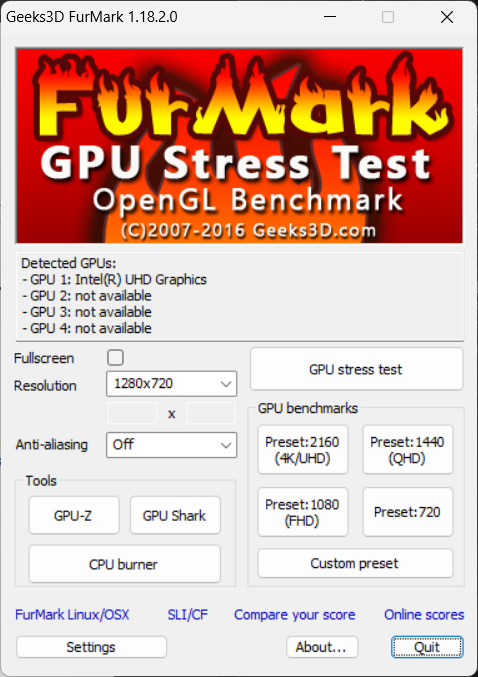 Geeks3D FurMark 1.18.2.0
FurMark
GPU Stress Test
OpenGL Benchmark
(C)2007-2016 Geeks3D.com
Detected GPUs:
- GPU 1: Intel(R) UHD Graphics
- GPU 2: not available
- GPU 3: not available
- GPU 4: not available
Fullscreen
Resolution
1280x720
x
Anti-aliasing
Off
GPU stress test
GPU benchmarks
Preset:2160
(4K/UHD)
Preset:1440
(QHD)
Preset:1080
(FHD)
Preset:720
Custom preset
Tools
GPU-Z
GPU Shark
CPU burner
FurMark Linux/OSX
SLI/CF
Compare your score
Online scores
Settings
About...
Quit